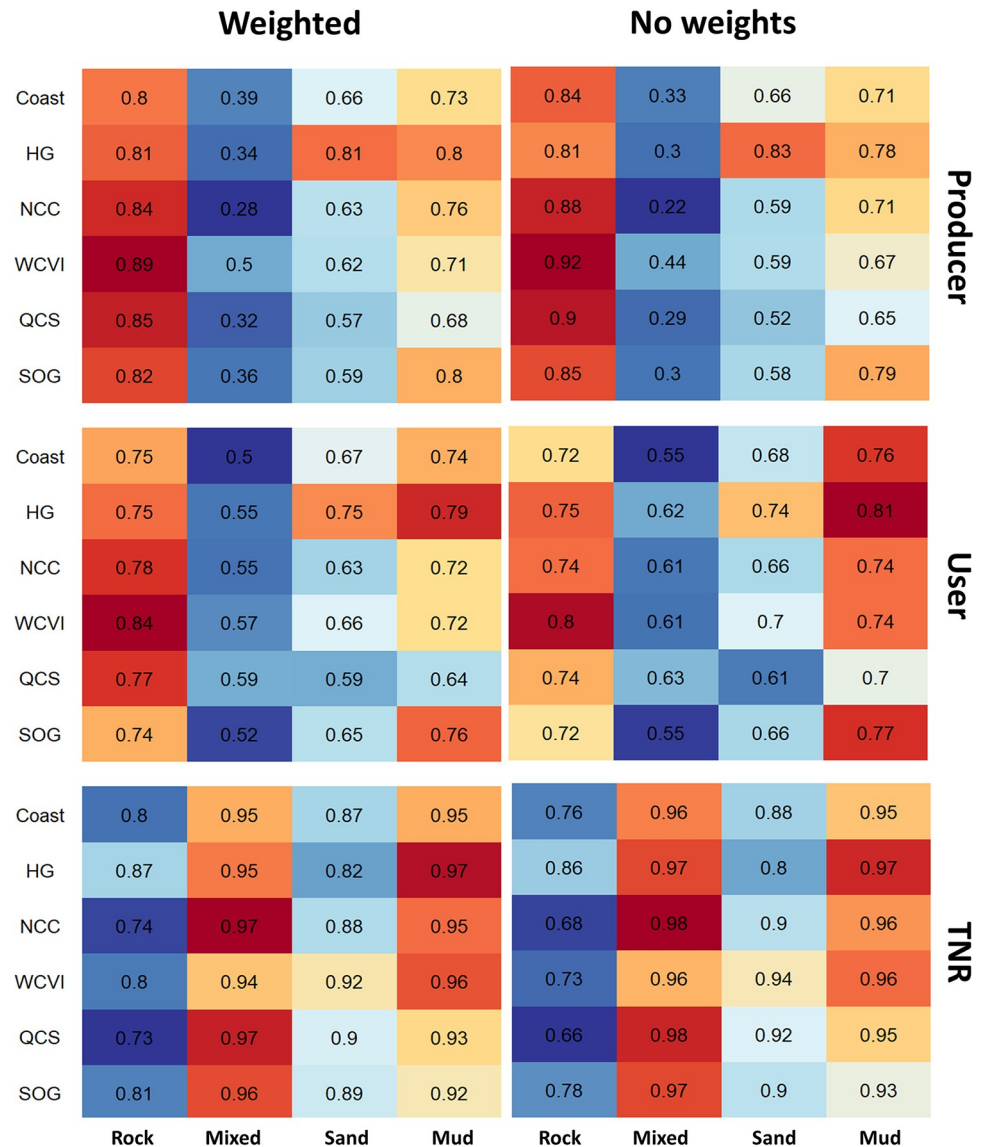 Weighted No weights
Coast 0.8 0.39 0.66 0.73 0.84 0.33 0.66 0.71
HG 0.81 0.34 0.81 0.8 0.81 0.3 0.83 0.78
NCC 0.84 0.28 0.63 0.76 0.88 0.22 0.59 0.71
WCVI 0.89 0.5 0.62 0.71 0.92 0.44 0.59 0.67
QCS 0.85 0.32 0.57 0.68 0.9 0.29 0.52 0.65
SOG 0.82 0.36 0.59 0.8 0.85 0.3 0.58 0.79
Producer
Coast 0.75 0.5 0.67 0.74 0.72 0.55 0.68 0.76
HG 0.75 0.55 0.75 0.79 0.75 0.62 0.74 0.81
NCC 0.78 0.55 0.63 0.72 0.74 0.61 0.66 0.74
WCVI 0.84 0.57 0.66 0.72 0.8 0.61 0.7 0.74
QCS 0.77 0.59 0.59 0.64 0.74 0.63 0.61 0.7
SOG 0.74 0.52 0.65 0.76 0.72 0.55 0.66 0.77
User
Coast 0.8 0.95 0.87 0.95 0.76 0.96 0.88 0.95
HG 0.87 0.95 0.82 0.97 0.86 0.97 0.8 0.97
NCC 0.74 0.97 0.88 0.95 0.68 0.98 0.9 0.96
WCVI 0.8 0.94 0.92 0.96 0.73 0.96 0.94 0.96
QCS 0.73 0.97 0.9 0.93 0.66 0.98 0.92 0.95
SOG 0.81 0.96 0.89 0.92 0.78 0.97 0.9 0.93
TNR
Rock Mixed Sand Mud Rock Mixed Sand Mud